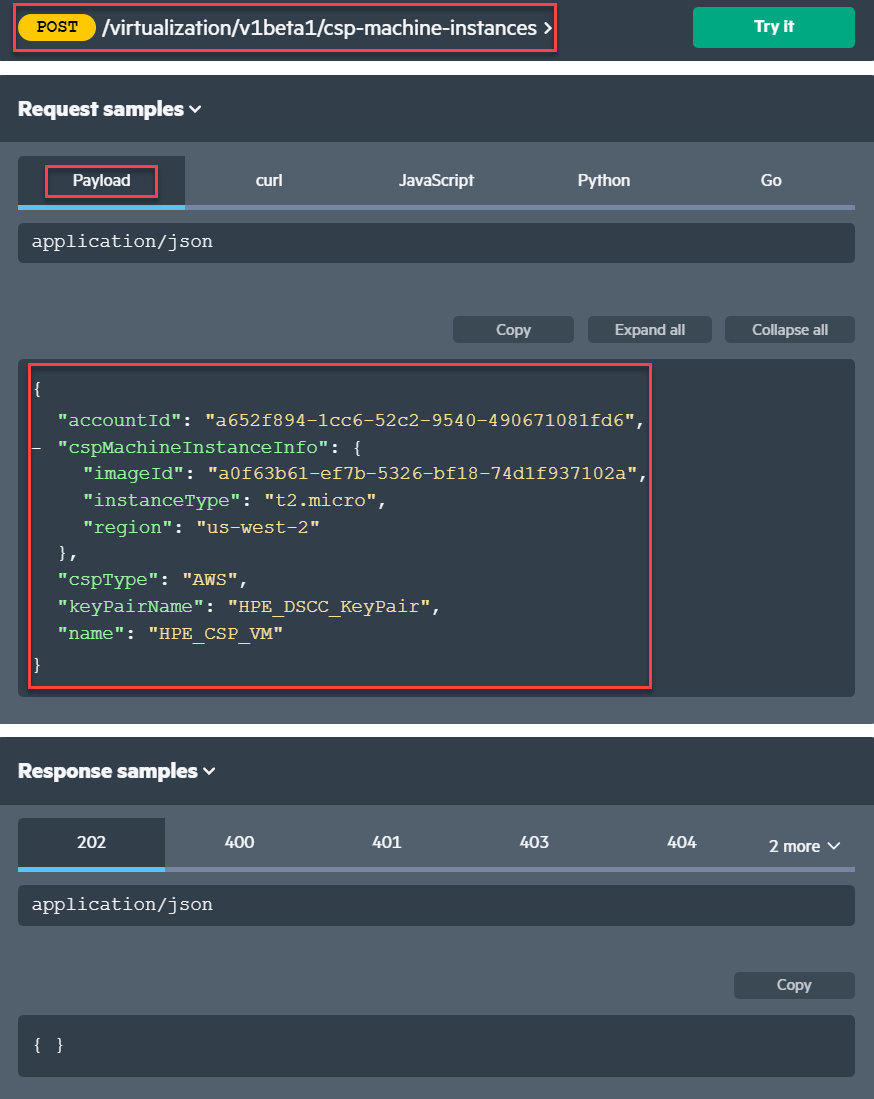 POST /virtualization/v1beta1/csp-machine-instances
Try it
Request samples
Payload curl JavaScript Python Go
application/json
Copy Expand all Collapse all
{
"accountId": "a652f894-1cc6-52c2-9540-490671081fd6",
– "cspMachineInstanceInfo": {
"imageId": "a0f63b61-ef7b-5326-bf18-74d1f937102a",
"instanceType": "t2.micro",
"region": "us-west-2"
},
"cspType": "AWS",
"keyPairName": "HPE_DSCC_KeyPair",
"name": "HPE_CSP_VM"
}
Response samples
202 400 401 403 404 2 more
application/json
Copy
{ }